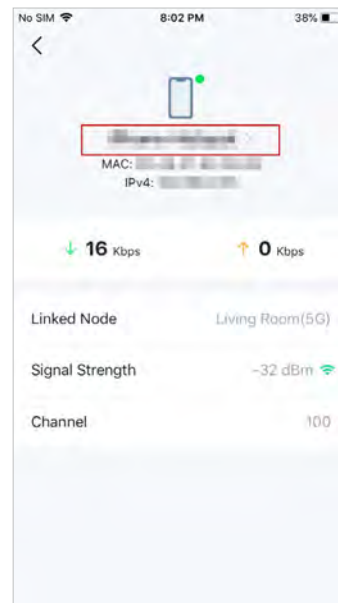 No SIM 8:02 PM 38%
MAC:
IPv4:
↓ 16 Kbps ↑ 0 Kbps
Linked Node Living Room(5G)
Signal Strength -32 dBm
Channel 100